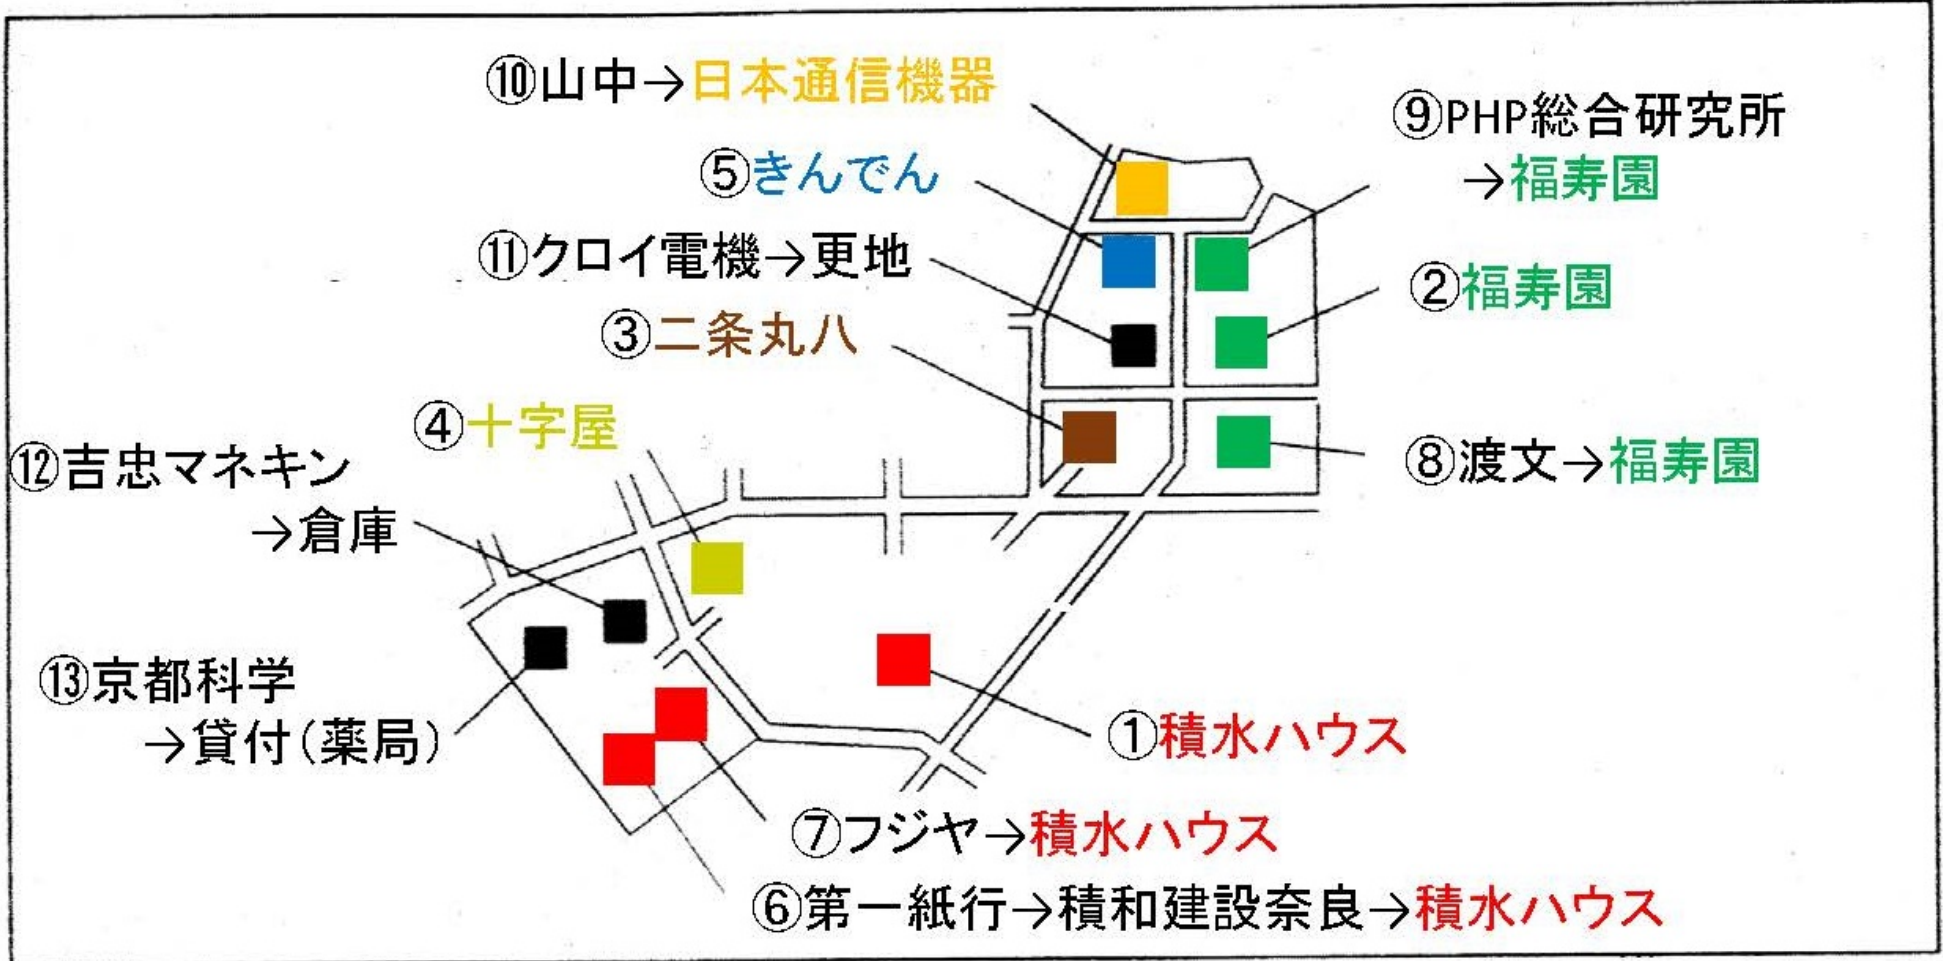 ⑩山中→日本通信機器
⑨PHP総合研究所
→福寿園
⑤きんでん
⑪クロイ電機→更地
②福寿園
③二条丸八
④十字屋
⑧渡文→福寿園
⑫吉忠マネキン
→倉庫
⑬京都科学
→貸付(薬局)
①積水ハウス
⑦フジヤ→積水ハウス
⑥第一紙行→積和建設奈良→積水ハウス